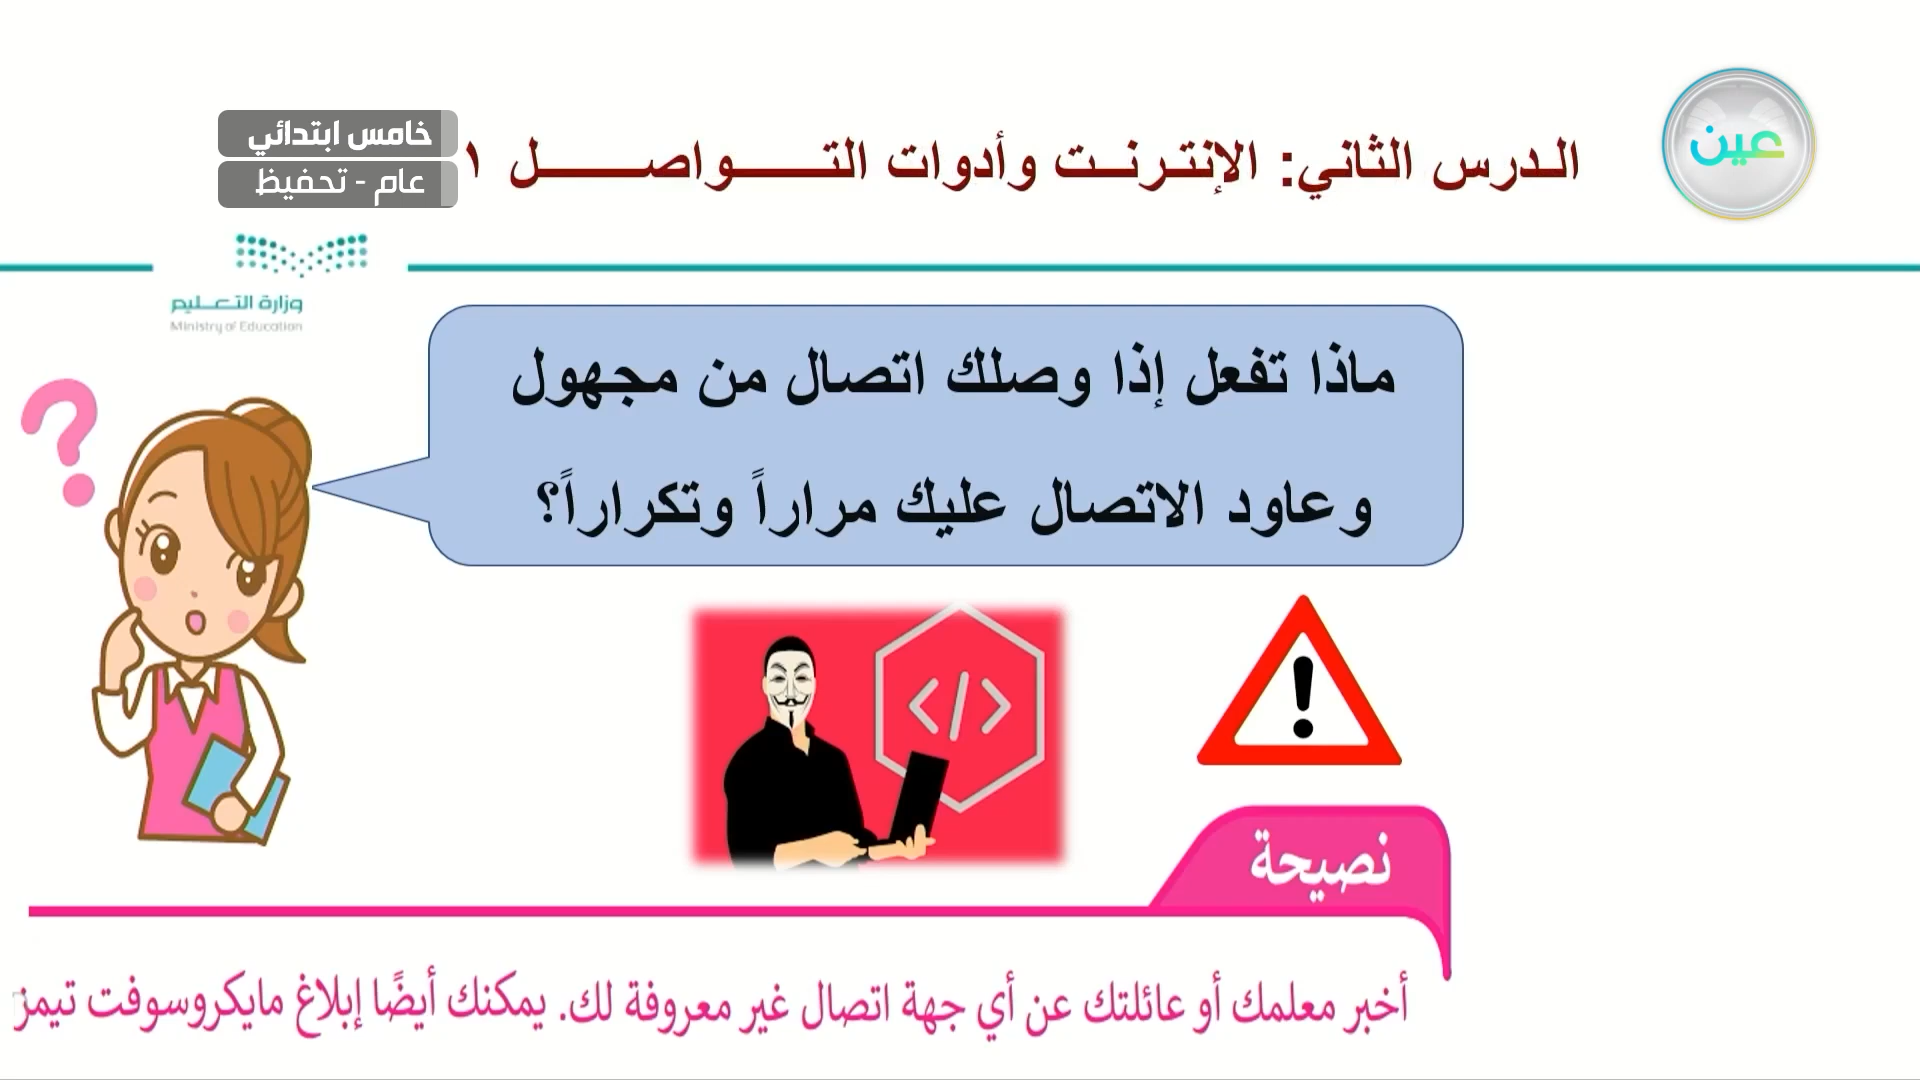 عين
الدرس الثاني: الإنترنت وأدوات التواصل ١
خامس ابتدائي
عام - تحفيظ
وزارة التعليم
Ministry of Education
ماذا تفعل إذا وصلك اتصال من مجهول
وعاود الاتصال عليك مراراً وتكراراً؟
؟
!
</>
نصيحة
أخبر معلمك أو عائلتك عن أي جهة اتصال غير معروفة لك. يمكنك أيضًا إبلاغ مايكروسوفت تيمز